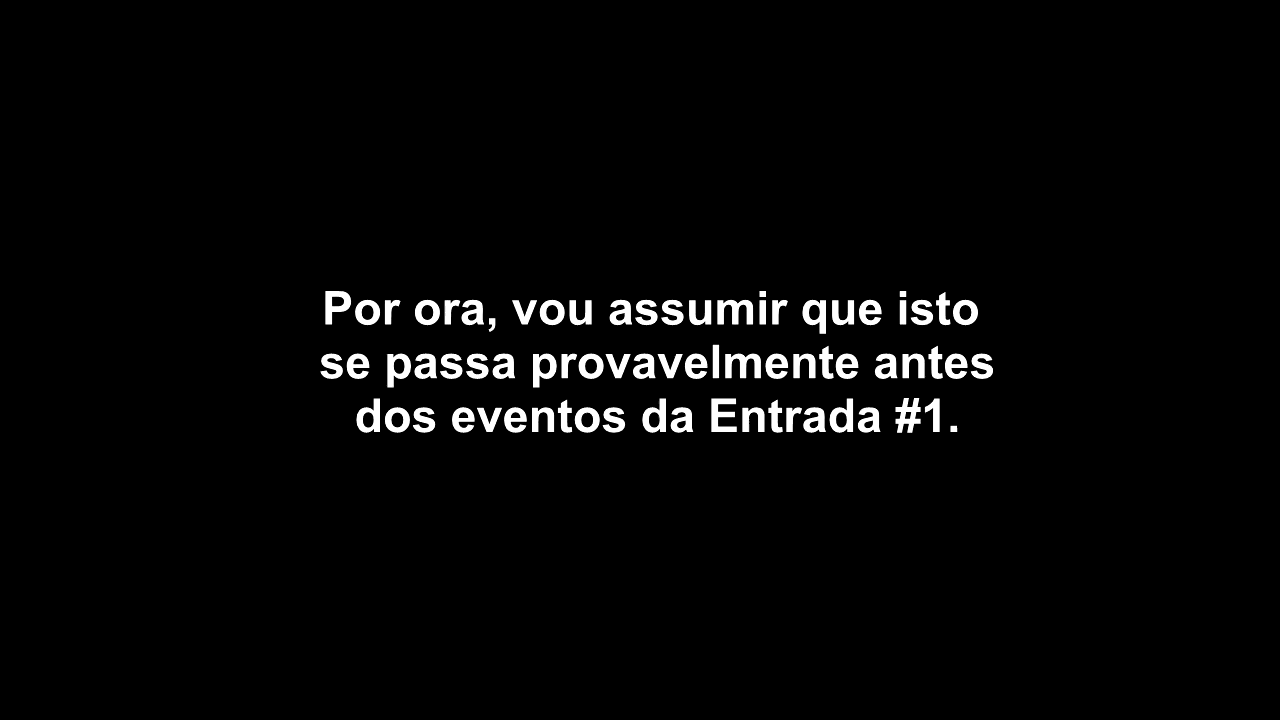 Por ora, vou assumir que isto
se passa provavelmente antes
dos eventos da Entrada #1.